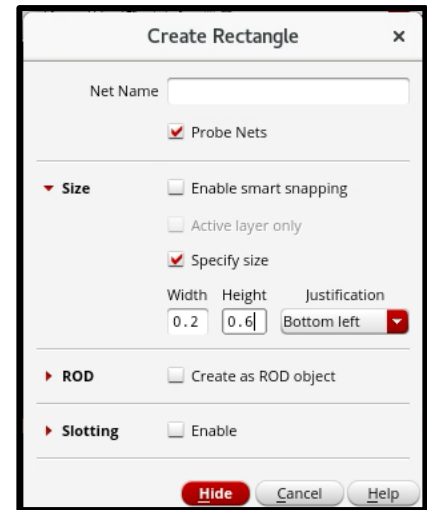 Create Rectangle ×
Net Name
Probe Nets
Size Enable smart snapping
Active layer only
Specify size
Width Height Justification
0.2 0.6 Bottom left
ROD Create as ROD object
Slotting Enable
Hide Cancel Help